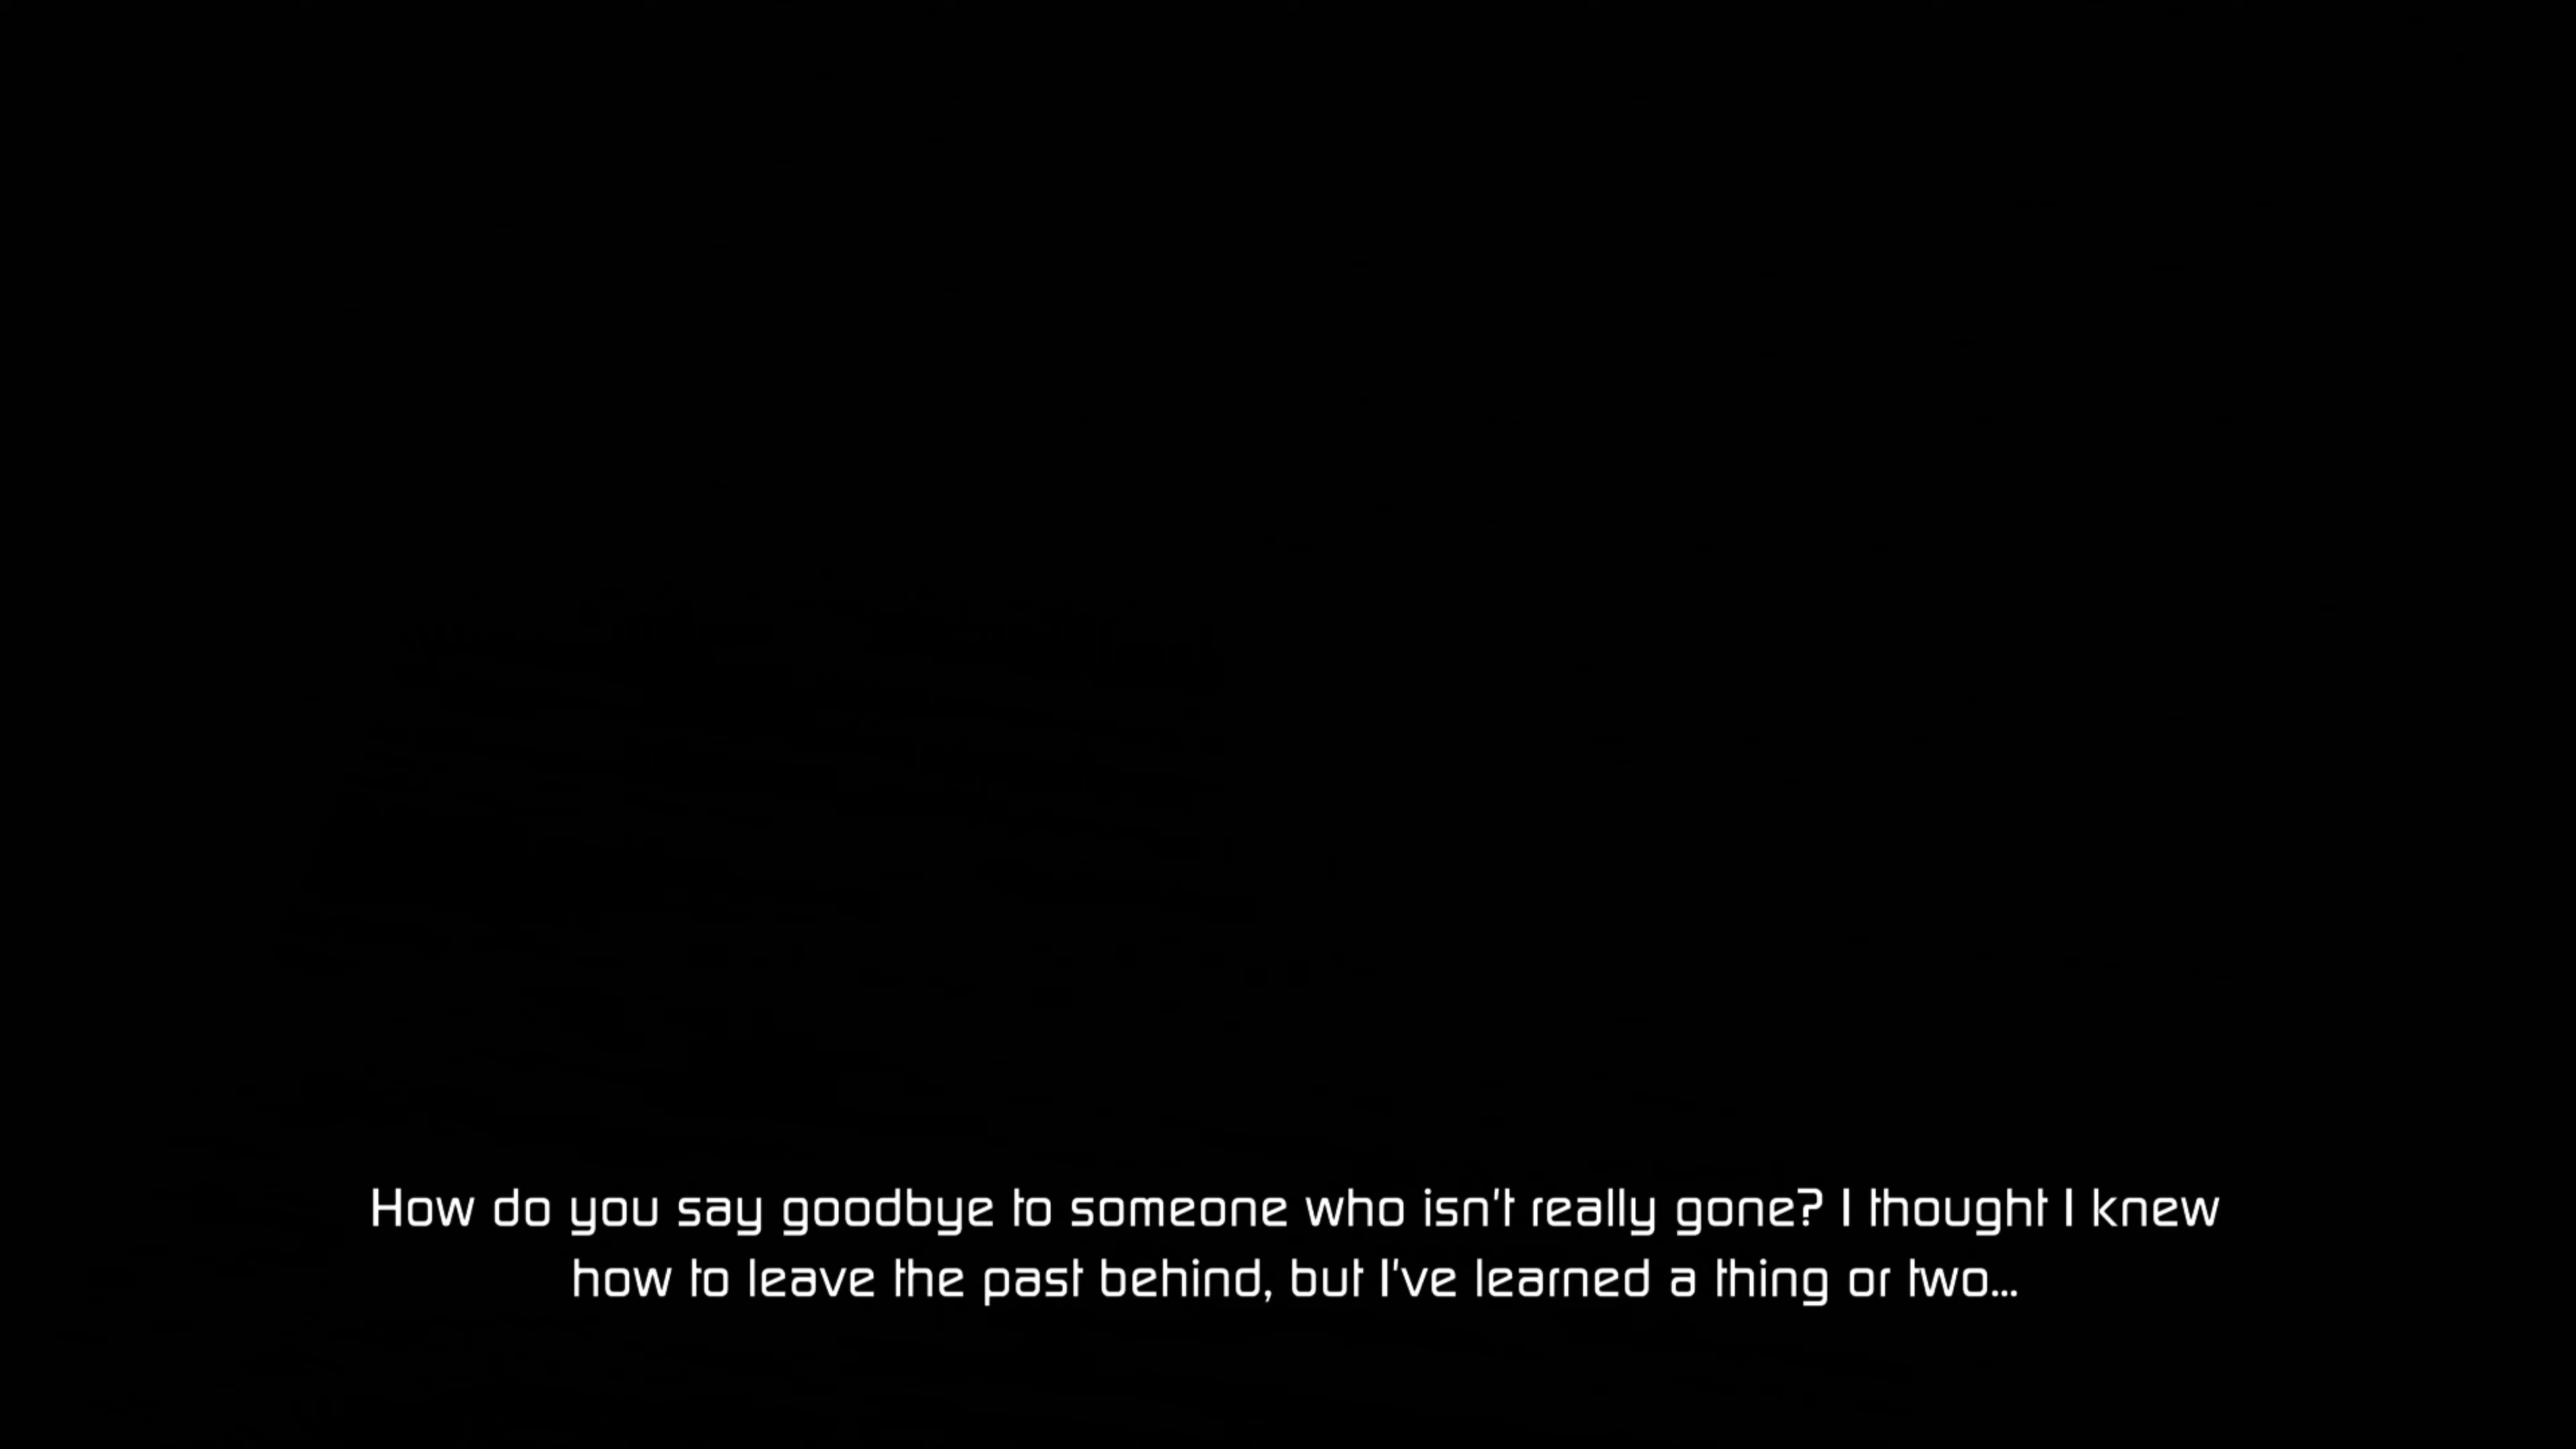 How do you say goodbye to someone who isn't really gone? I thought I knew
how to leave the past behind, but I've learned a thing or two...